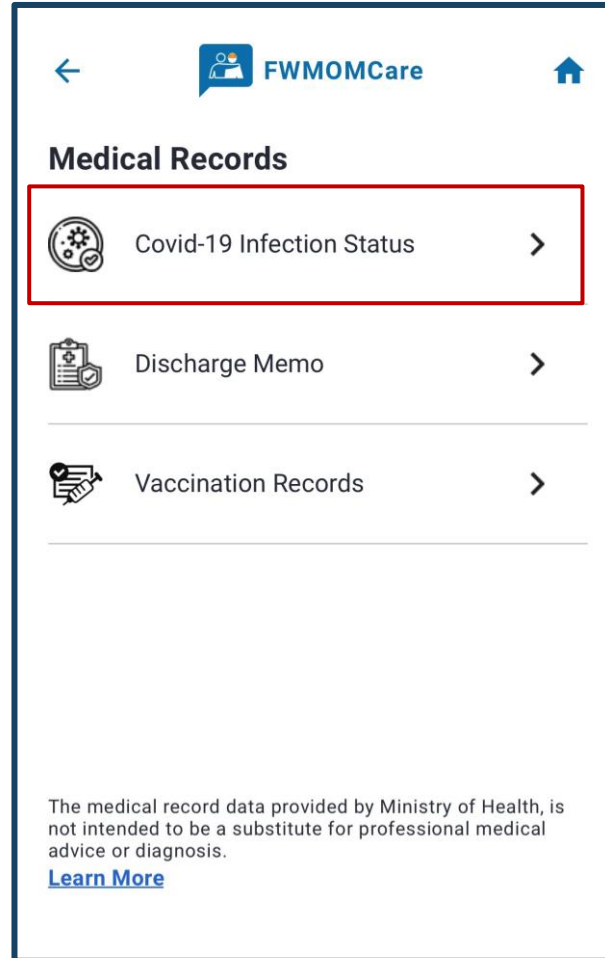 FWMOMCare
Medical Records
Covid-19 Infection Status
Discharge Memo
Vaccination Records
The medical record data provided by Ministry of Health, is
not intended to be a substitute for professional medical
advice or diagnosis.
Learn More